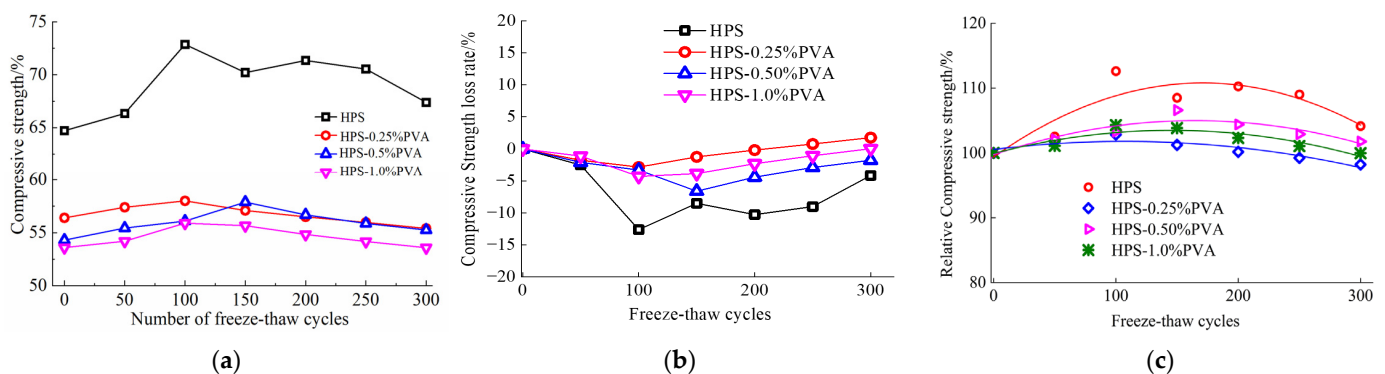 75
70
65
60
55
50
Compressive strength/%
HPS
HPS-0.25%PVA
HPS-0.5%PVA
HPS-1.0%PVA
0 50 100 150 200 250 300
Number of freeze-thaw cycles
(a)
20
15
10
5
0
−5
−10
−15
−20
Compressive Strength loss rate/%
HPS
HPS-0.25%PVA
HPS-0.50%PVA
HPS-1.0%PVA
0 100 200 300
Freeze-thaw cycles
(b)
120
110
100
90
80
Relative Compressive strength/%
HPS
HPS-0.25%PVA
HPS-0.50%PVA
HPS-1.0%PVA
0 100 200 300
Freeze-thaw cycles
(c)